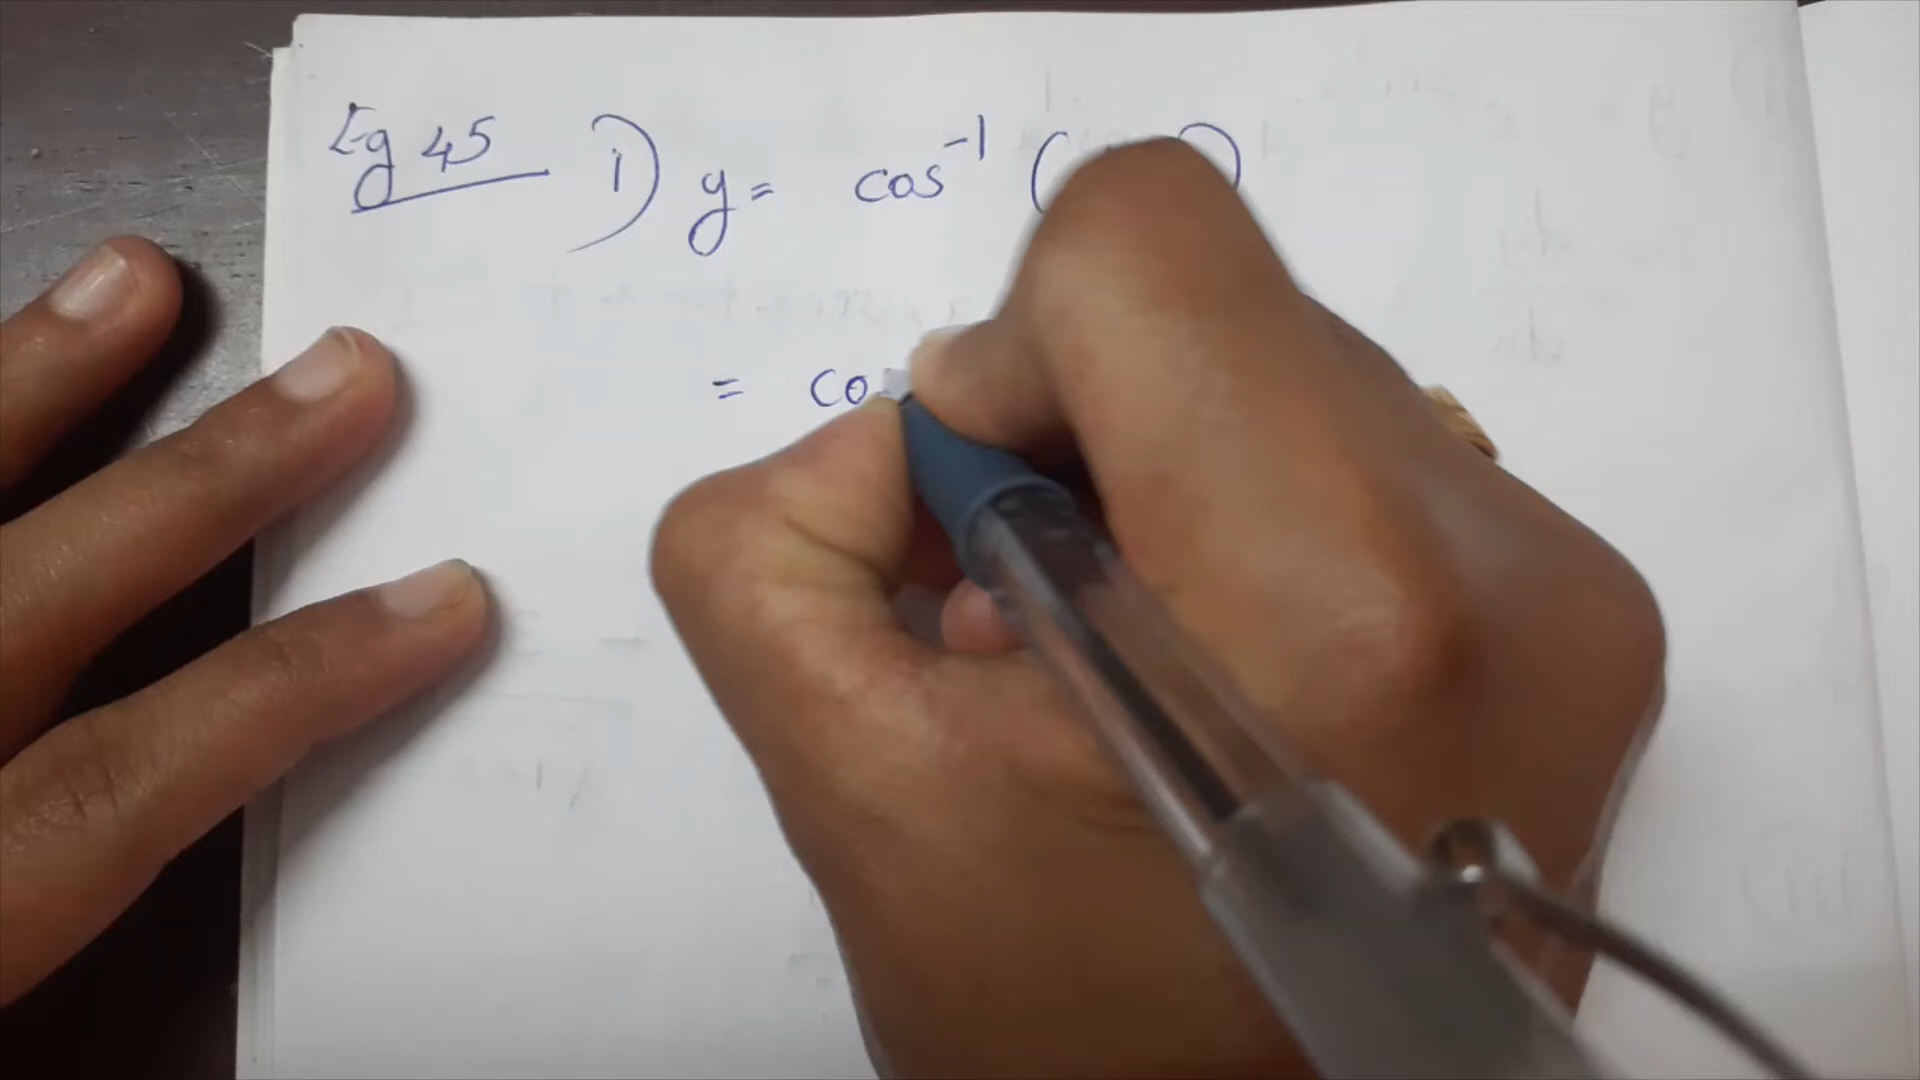 Eg 45 i) y = cos⁻¹ (
= co